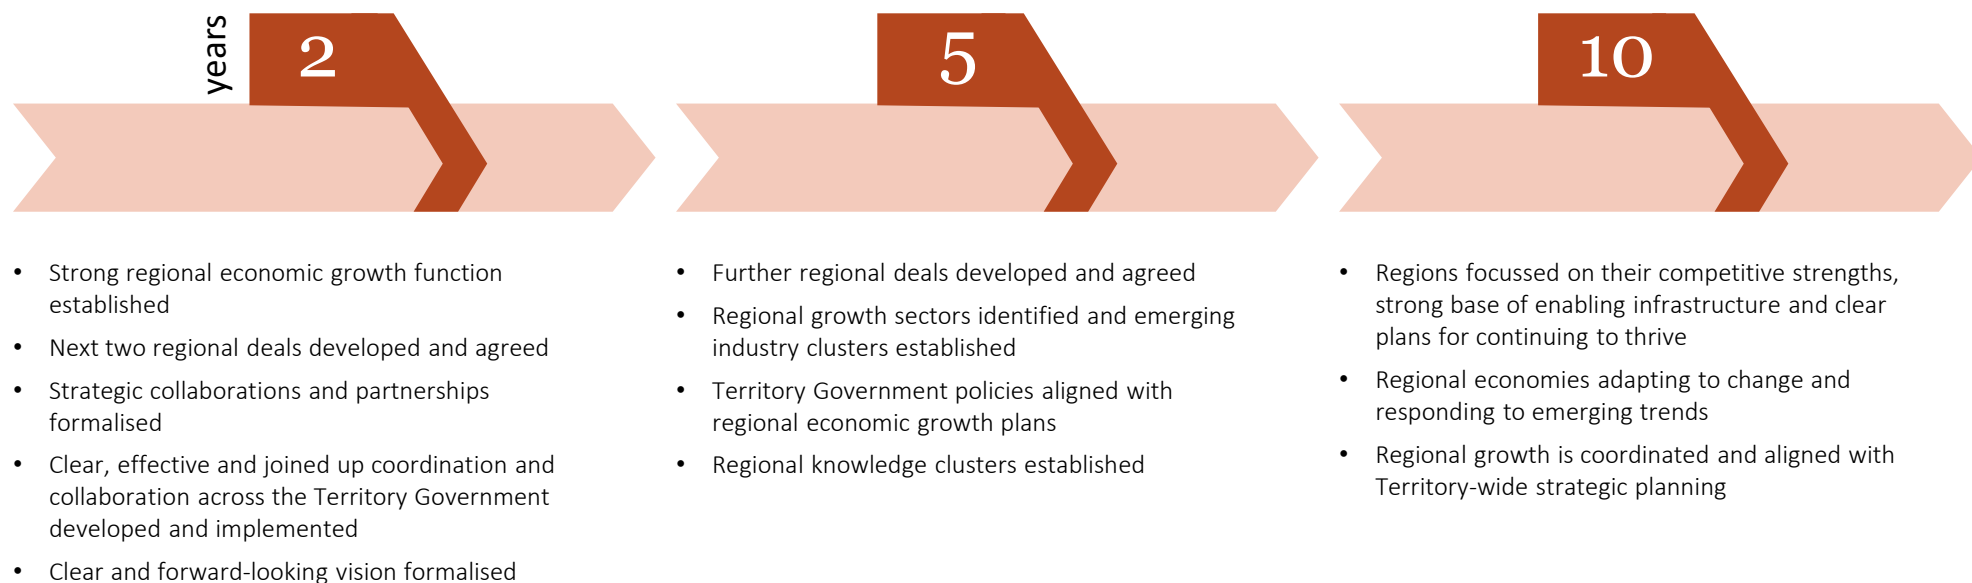 years
2
• Strong regional economic growth function
established
• Next two regional deals developed and agreed
• Strategic collaborations and partnerships
formalised
• Clear, effective and joined up coordination and
collaboration across the Territory Government
developed and implemented
• Clear and forward-looking vision formalised
5
• Further regional deals developed and agreed
• Regional growth sectors identified and emerging
industry clusters established
• Territory Government policies aligned with
regional economic growth plans
• Regional knowledge clusters established
10
• Regions focussed on their competitive strengths,
strong base of enabling infrastructure and clear
plans for continuing to thrive
• Regional economies adapting to change and
responding to emerging trends
• Regional growth is coordinated and aligned with
Territory-wide strategic planning